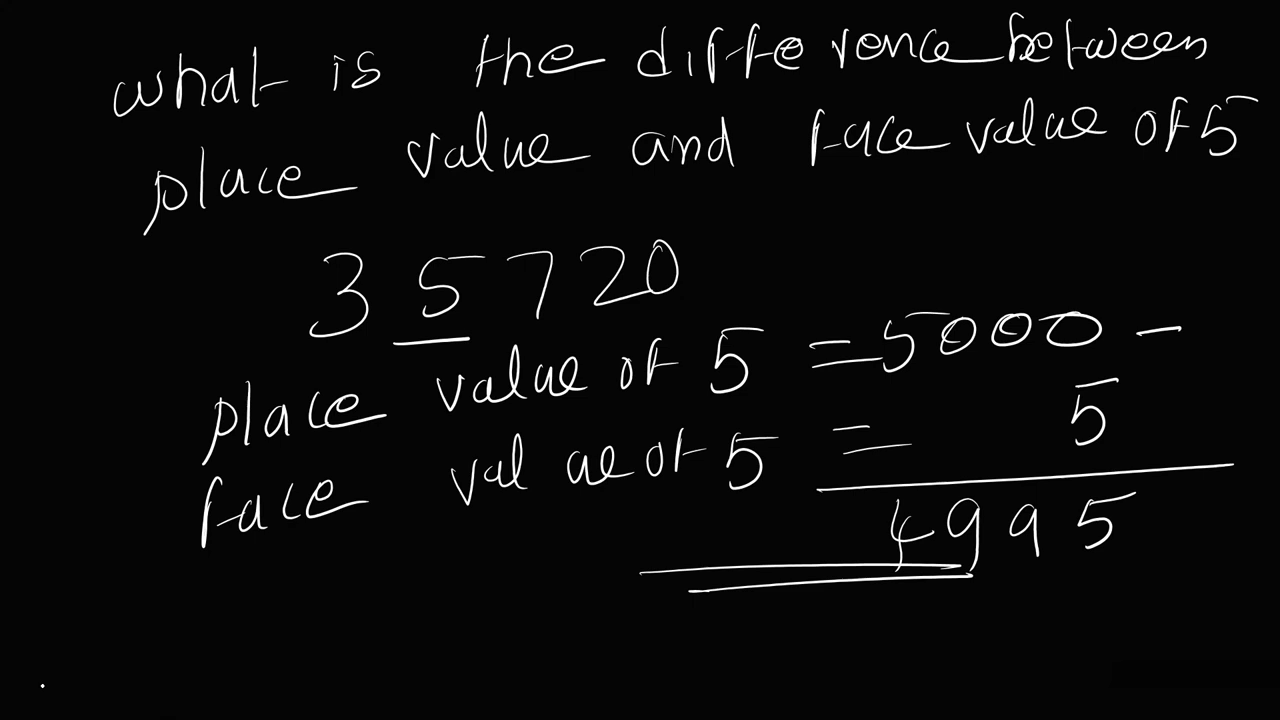 what is the difference between
place value and face value of 5
35720
place value of 5 = 5000 -
face value of 5 = 5
4995